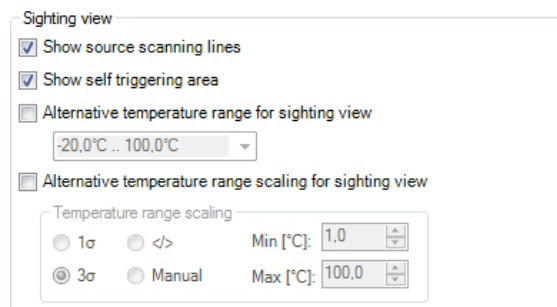 Sighting view
Show source scanning lines
Show self triggering area
Alternative temperature range for sighting view
-20,0°C .. 100,0°C
Alternative temperature range scaling for sighting view
Temperature range scaling
1σ </> Min [°C]: 1,0
3σ Manual Max [°C]: 100,0